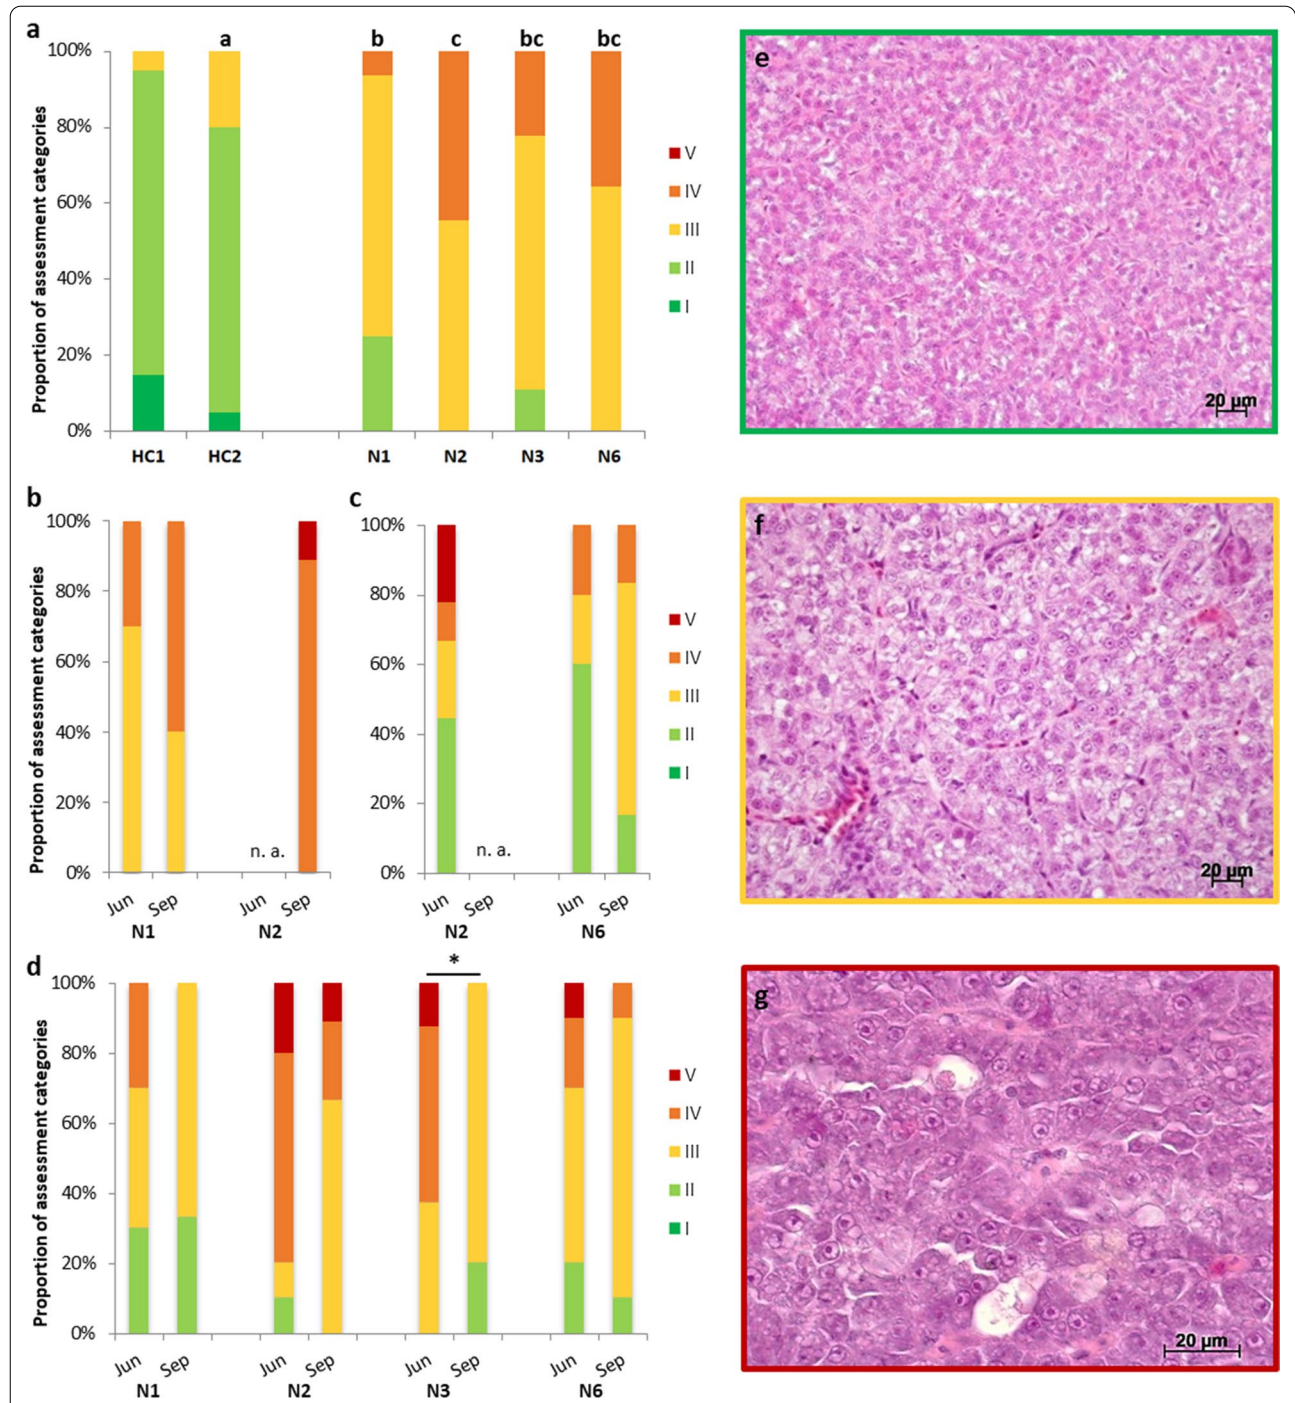 a
Proportion of assessment categories
100%
80%
60%
40%
20%
0%
a b c bc bc
HC1 HC2 N1 N2 N3 N6
V
IV
III
II
I
e
20 µm
b
Proportion of assessment categories
100%
80%
60%
40%
20%
0%
n. a.
Jun Sep Jun Sep
N1 N2
c
100%
80%
60%
40%
20%
0%
n. a.
Jun Sep Jun Sep
N2 N6
V
IV
III
II
I
f
20 µm
d
Proportion of assessment categories
100%
80%
60%
40%
20%
0%
*
Jun Sep Jun Sep Jun Sep Jun Sep
N1 N2 N3 N6
V
IV
III
II
I
g
20 µm